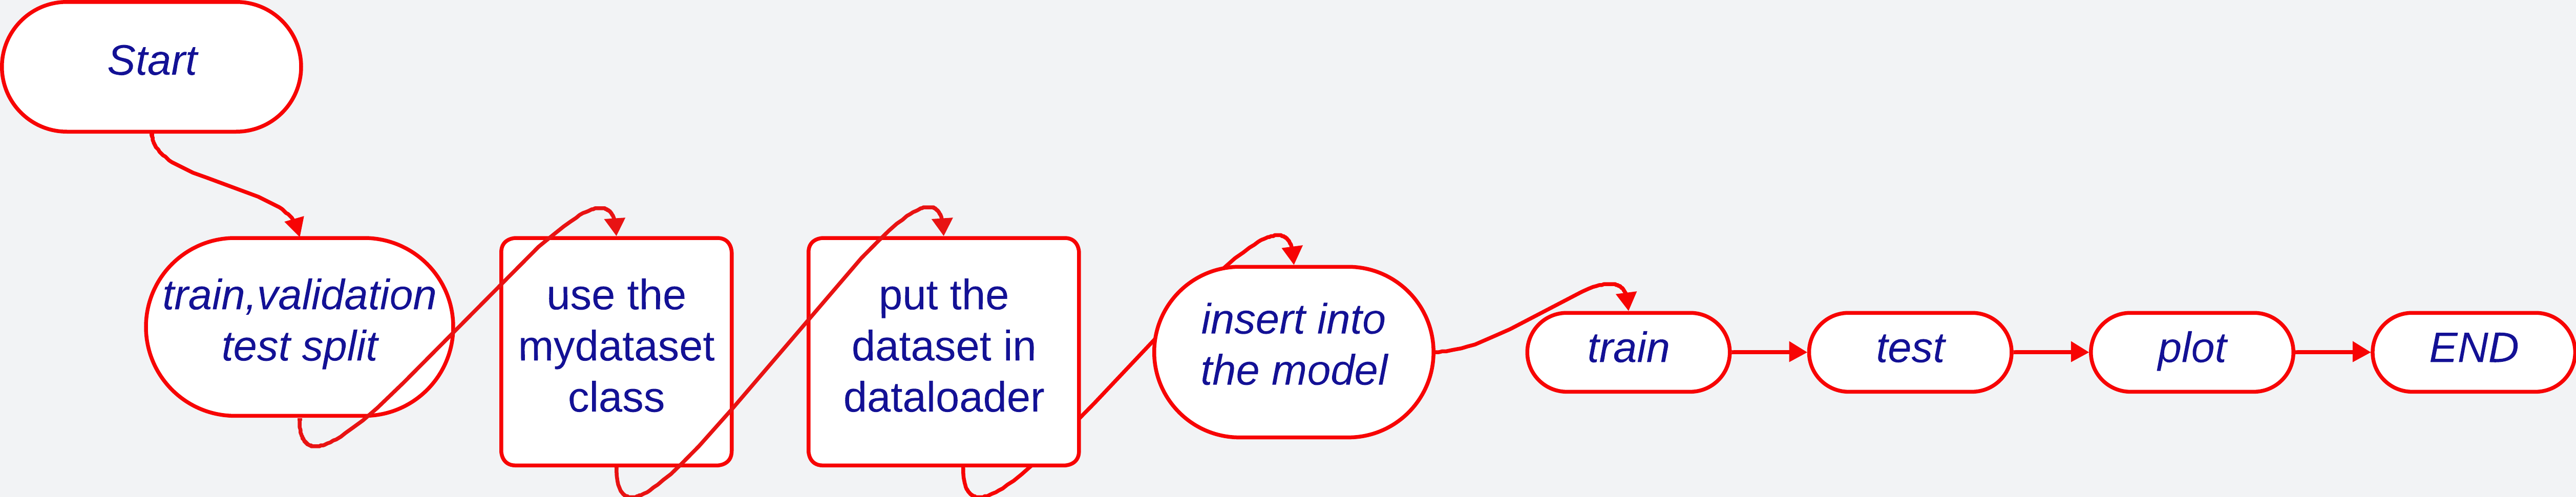 Start
train,validation
test split
use the
mydataset
class
put the
dataset in
dataloader
insert into
the model
train
test
plot
END